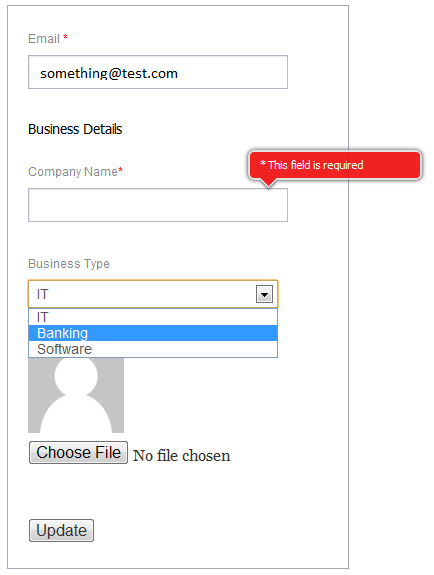 Email *
something@test.com
Business Details
* This field is required
Company Name*
Business Type
IT
IT
Banking
Software
Choose File No file chosen
Update